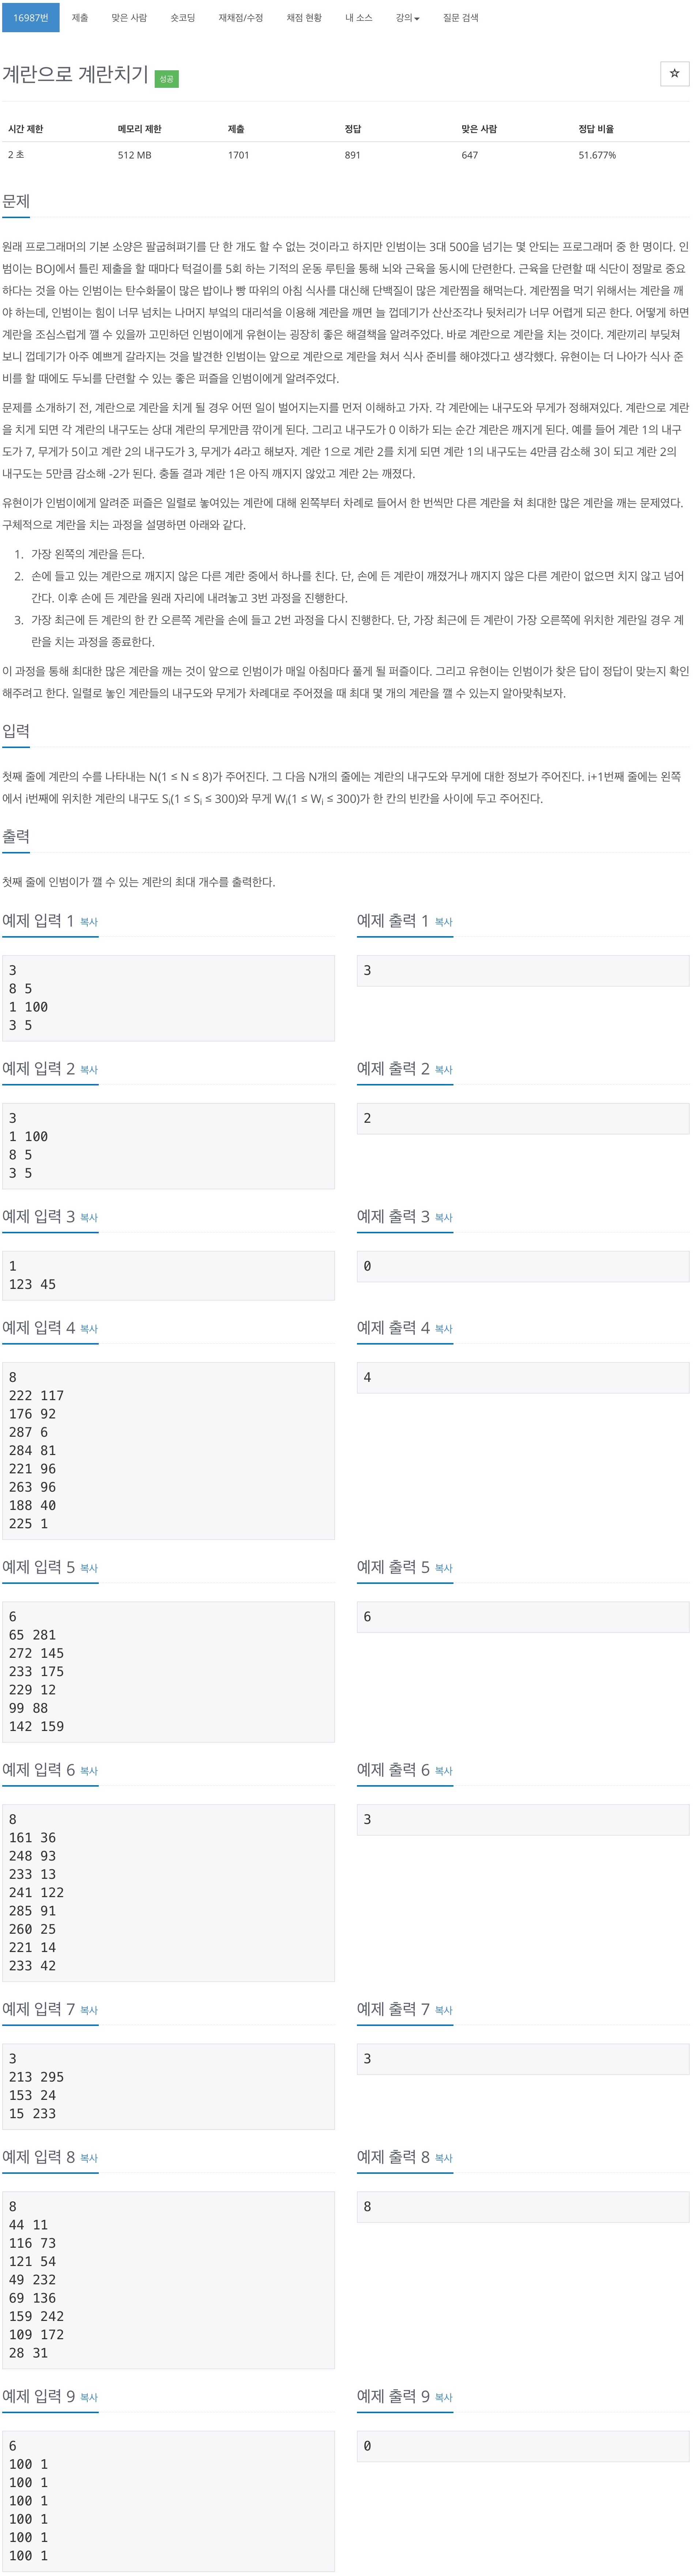 16987번 제출 맞은 사람 숏코딩 재채점/수정 채점 현황 내 소스 강의 질문 검색
계란으로 계란치기 성공
시간 제한 메모리 제한 제출 정답 맞은 사람 정답 비율
2 초 512 MB 1701 891 647 51.677%
문제
원래 프로그래머의 기본 소양은 팔굽혀펴기를 단 한 개도 할 수 없는 것이라고 하지만 인범이는 3대 500을 넘기는 몇 안되는 프로그래머 중 한 명이다. 인
범이는 BOJ에서 틀린 제출을 할 때마다 턱걸이를 5회 하는 기적의 운동 루틴을 통해 뇌와 근육을 동시에 단련한다. 근육을 단련할 때 식단이 정말로 중요
하다는 것을 아는 인범이는 탄수화물이 많은 밥이나 빵 따위의 아침 식사를 대신해 단백질이 많은 계란찜을 해먹는다. 계란찜을 먹기 위해서는 계란을 깨
야 하는데, 인범이는 힘이 너무 넘치는 나머지 부엌의 대리석을 이용해 계란을 깨면 늘 껍데기가 산산조각나 뒷처리가 너무 어렵게 되곤 한다. 어떻게 하면
계란을 조심스럽게 깰 수 있을까 고민하던 인범이에게 유현이는 굉장히 좋은 해결책을 알려주었다. 바로 계란으로 계란을 치는 것이다. 계란끼리 부딪쳐
보니 껍데기가 아주 예쁘게 갈라지는 것을 발견한 인범이는 앞으로 계란으로 계란을 쳐서 식사 준비를 해야겠다고 생각했다. 유현이는 더 나아가 식사 준
비를 할 때에도 두뇌를 단련할 수 있는 좋은 퍼즐을 인범이에게 알려주었다.
문제를 소개하기 전, 계란으로 계란을 치게 될 경우 어떤 일이 벌어지는지를 먼저 이해하고 가자. 각 계란에는 내구도와 무게가 정해져있다. 계란으로 계란
을 치게 되면 각 계란의 내구도는 상대 계란의 무게만큼 깎이게 된다. 그리고 내구도가 0 이하가 되는 순간 계란은 깨지게 된다. 예를 들어 계란 1의 내구
도가 7, 무게가 5이고 계란 2의 내구도가 3, 무게가 4라고 해보자. 계란 1으로 계란 2를 치게 되면 계란 1의 내구도는 4만큼 감소해 3이 되고 계란 2의
내구도는 5만큼 감소해 -2가 된다. 충돌 결과 계란 1은 아직 깨지지 않았고 계란 2는 깨졌다.
유현이가 인범이에게 알려준 퍼즐은 일렬로 놓여있는 계란에 대해 왼쪽부터 차례로 들어서 한 번씩만 다른 계란을 쳐 최대한 많은 계란을 깨는 문제였다.
구체적으로 계란을 치는 과정을 설명하면 아래와 같다.
1. 가장 왼쪽의 계란을 든다.
2. 손에 들고 있는 계란으로 깨지지 않은 다른 계란 중에서 하나를 친다. 단, 손에 든 계란이 깨졌거나 깨지지 않은 다른 계란이 없으면 치지 않고 넘어
간다. 이후 손에 든 계란을 원래 자리에 내려놓고 3번 과정을 진행한다.
3. 가장 최근에 든 계란의 한 칸 오른쪽 계란을 손에 들고 2번 과정을 다시 진행한다. 단, 가장 최근에 든 계란이 가장 오른쪽에 위치한 계란일 경우 계
란을 치는 과정을 종료한다.
이 과정을 통해 최대한 많은 계란을 깨는 것이 앞으로 인범이가 매일 아침마다 풀게 될 퍼즐이다. 그리고 유현이는 인범이가 찾은 답이 정답이 맞는지 확인
해주려고 한다. 일렬로 놓인 계란들의 내구도와 무게가 차례대로 주어졌을 때 최대 몇 개의 계란을 깰 수 있는지 알아맞춰보자.
입력
첫째 줄에 계란의 수를 나타내는 N(1 ≤ N ≤ 8)가 주어진다. 그 다음 N개의 줄에는 계란의 내구도와 무게에 대한 정보가 주어진다. i+1번째 줄에는 왼쪽
에서 i번째에 위치한 계란의 내구도 Si(1 ≤ Si ≤ 300)와 무게 Wi(1 ≤ Wi ≤ 300)가 한 칸의 빈칸을 사이에 두고 주어진다.
출력
첫째 줄에 인범이가 깰 수 있는 계란의 최대 개수를 출력한다.
예제 입력 1 복사 예제 출력 1 복사
3 3
8 5
1 100
3 5
예제 입력 2 복사 예제 출력 2 복사
3 2
1 100
8 5
3 5
예제 입력 3 복사 예제 출력 3 복사
1 0
123 45
예제 입력 4 복사 예제 출력 4 복사
8 4
222 117
176 92
287 6
284 81
221 96
263 96
188 40
225 1
예제 입력 5 복사 예제 출력 5 복사
6 6
65 281
272 145
233 175
229 12
99 88
142 159
예제 입력 6 복사 예제 출력 6 복사
8 3
161 36
248 93
233 13
241 122
285 91
260 25
221 14
233 42
예제 입력 7 복사 예제 출력 7 복사
3 3
213 295
153 24
15 233
예제 입력 8 복사 예제 출력 8 복사
8 8
44 11
116 73
121 54
49 232
69 136
159 242
109 172
28 31
예제 입력 9 복사 예제 출력 9 복사
6 0
100 1
100 1
100 1
100 1
100 1
100 1